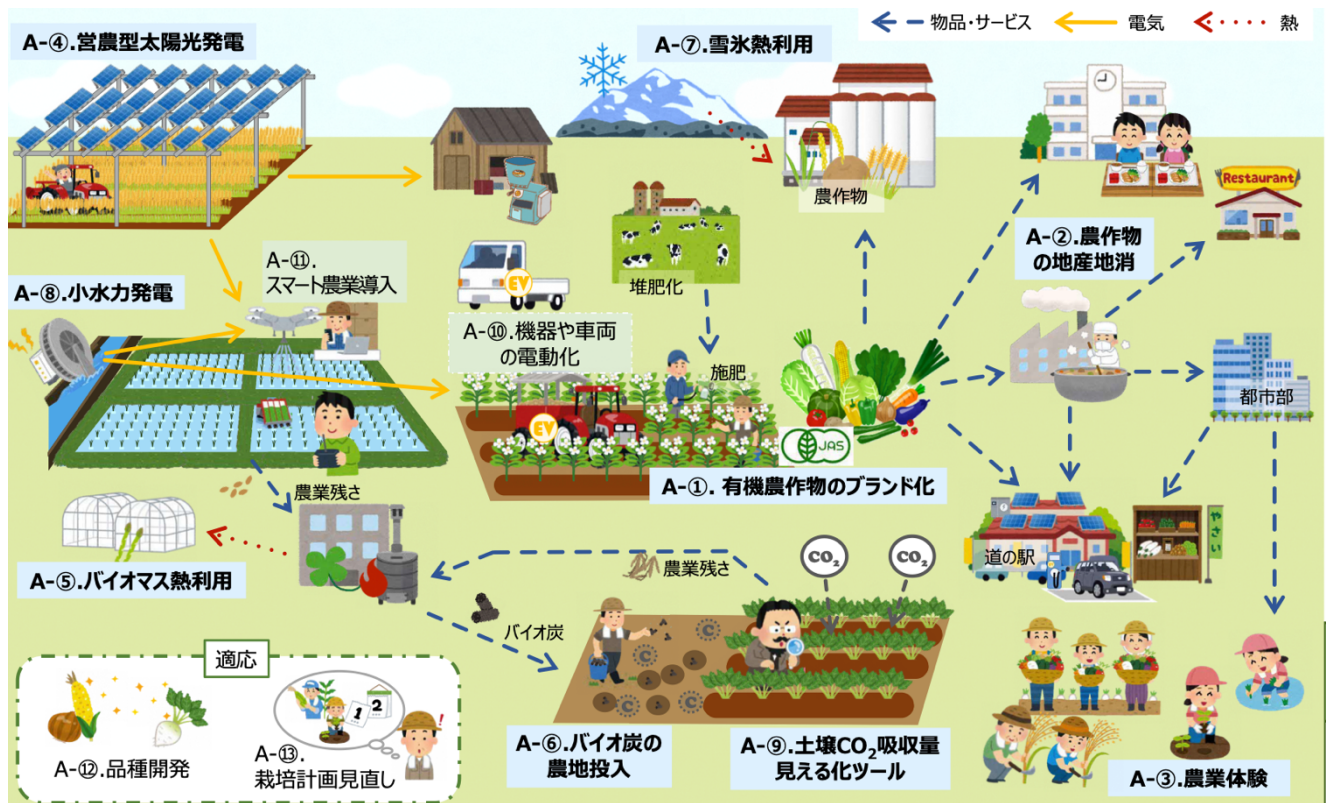 物品・サービス
電気
熱
A-④.営農型太陽光発電
A-⑦.雪氷熱利用
農作物
Restaurant
A-②.農作物
の地産地消
A-⑪.
スマート農業導入
堆肥化
EV
A-⑧.小水力発電
A-⑩.機器や車両
の電動化
施肥
EV
JAS
都市部
A-①. 有機農作物のブランド化
農業残さ
やさい
道の駅
A-⑤.バイオマス熱利用
農業残さ
CO₂
CO₂
バイオ炭
C
C
C
C
適応
1
2
A-⑫.品種開発
A-⑬.
栽培計画見直し
A-⑥.バイオ炭の
農地投入
A-⑨.土壌CO₂吸収量
見える化ツール
A-③.農業体験